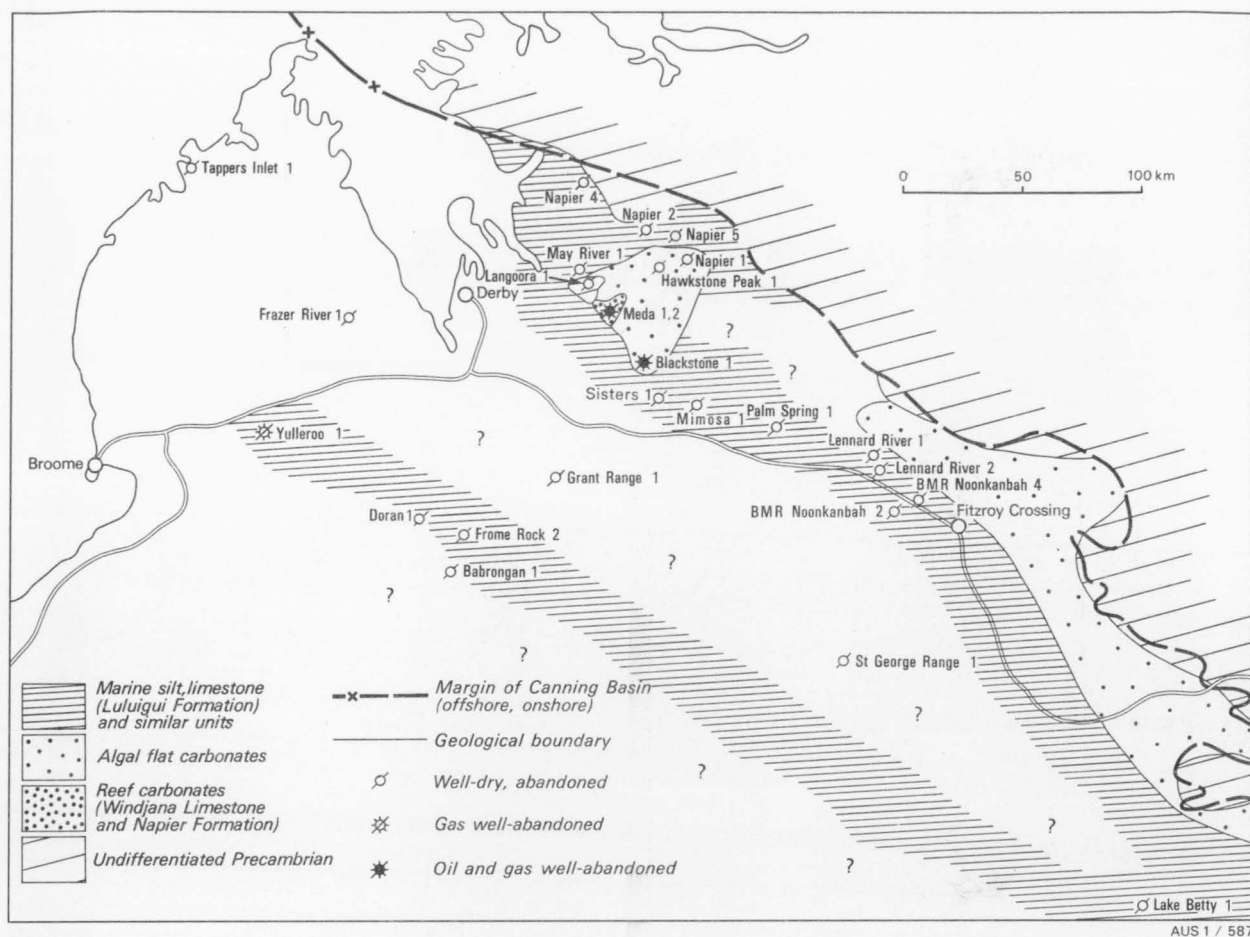 Tappers Inlet 1
0
50
100 km
Napier 4
Napier 2
Napier 5
May River 1
Napier 1
Langoora 1
Hawkstone Peak 1
Derby
Frazer River 1
Meda 1,2
?
Blackstone 1
?
Sisters 1
Mimosa 1
Palm Spring 1
Yulleroo 1
?
Lennard River 1
Broome
Grant Range 1
Lennard River 2
BMR Noonkanbah 4
Doran 1
BMR Noonkanbah 2
Fitzroy Crossing
Frome Rock 2
Babrongan 1
?
?
?
St George Range 1
?
?
?
?
Lake Betty 1
Marine silt, limestone
(Luluigui Formation)
and similar units
Algal flat carbonates
Reef carbonates
(Windjana Limestone
and Napier Formation)
Undifferentiated Precambrian
Margin of Canning Basin
(offshore, onshore)
Geological boundary
Well-dry, abandoned
Gas well-abandoned
Oil and gas well-abandoned
AUS 1 / 587